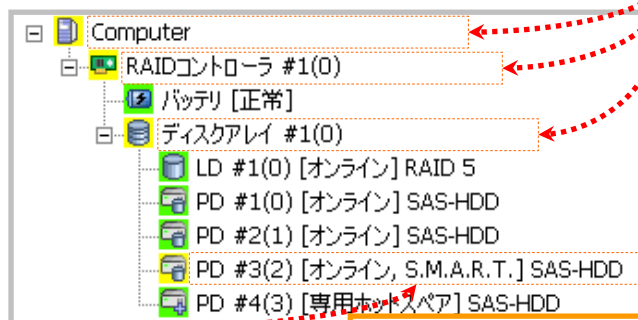 Computer
RAIDコントローラ #1(0)
バッテリ [正常]
ディスクアレイ #1(0)
LD #1(0) [オンライン] RAID 5
PD #1(0) [オンライン] SAS-HDD
PD #2(1) [オンライン] SAS-HDD
PD #3(2) [オンライン, S.M.A.R.T.] SAS-HDD
PD #4(3) [専用ホットスペア] SAS-HDD